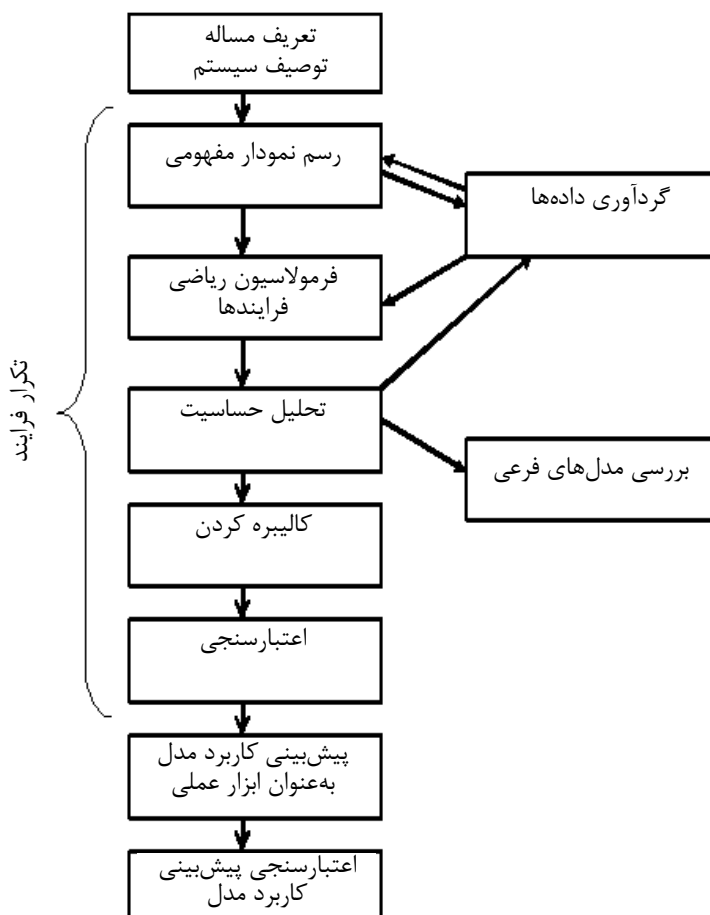 تعریف مساله
توصیف سیستم
رسم نمودار مفهومی
گردآوری داده‌ها
فرمولاسیون ریاضی
فرایندها
تکرار فرایند
تحلیل حساسیت
بررسی مدل‌های فرعی
کالیبره کردن
اعتبارسنجی
پیش‌بینی کاربرد مدل
به‌عنوان ابزار عملی
اعتبارسنجی پیش‌بینی
کاربرد مدل